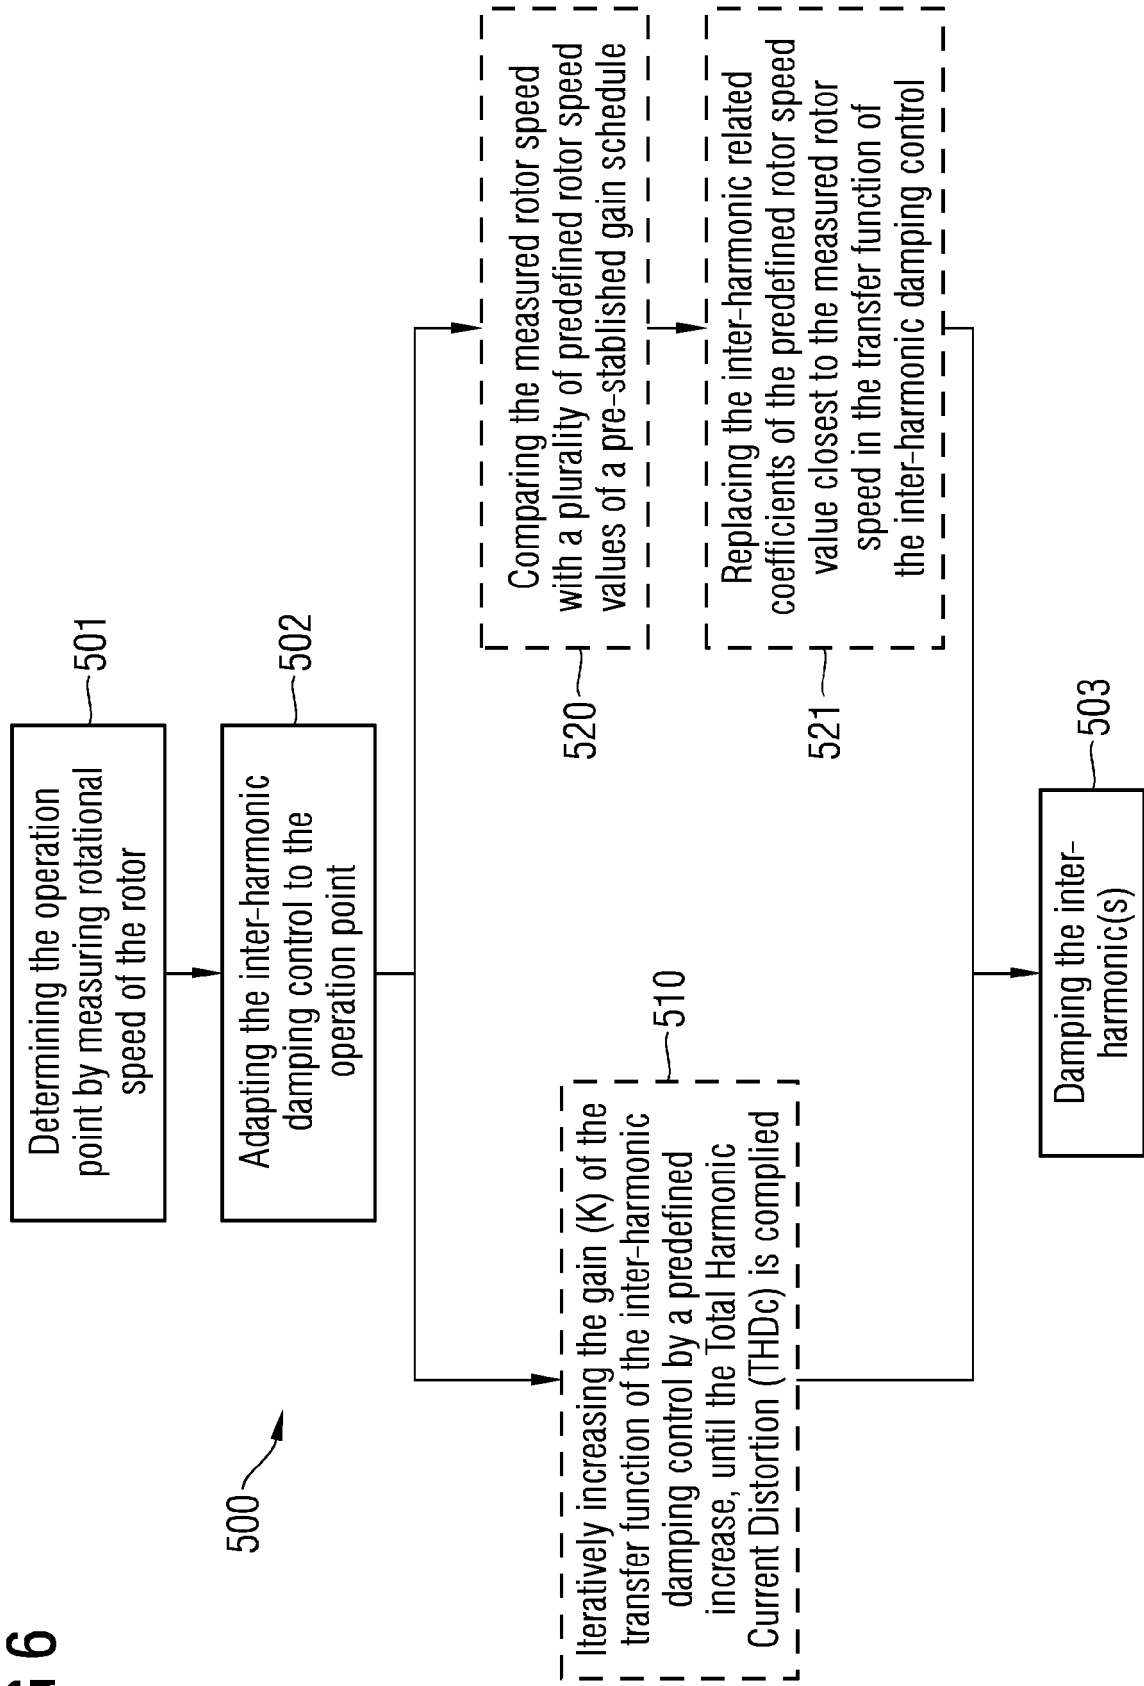 G 6
500
Determining the operation
point by measuring rotational
speed of the rotor
501
Adapting the inter-harmonic
damping control to the
operation point
502
Iteratively increasing the gain (K) of the
transfer function of the inter-harmonic
damping control by a predefined
increase, until the Total Harmonic
Current Distortion (THDc) is complied
510
Comparing the measured rotor speed
with a plurality of predefined rotor speed
values of a pre-stablished gain schedule
520
Replacing the inter-harmonic related
coefficients of the predefined rotor speed
value closest to the measured rotor
speed in the transfer function of
the inter-harmonic damping control
521
Damping the inter-
harmonic(s)
503